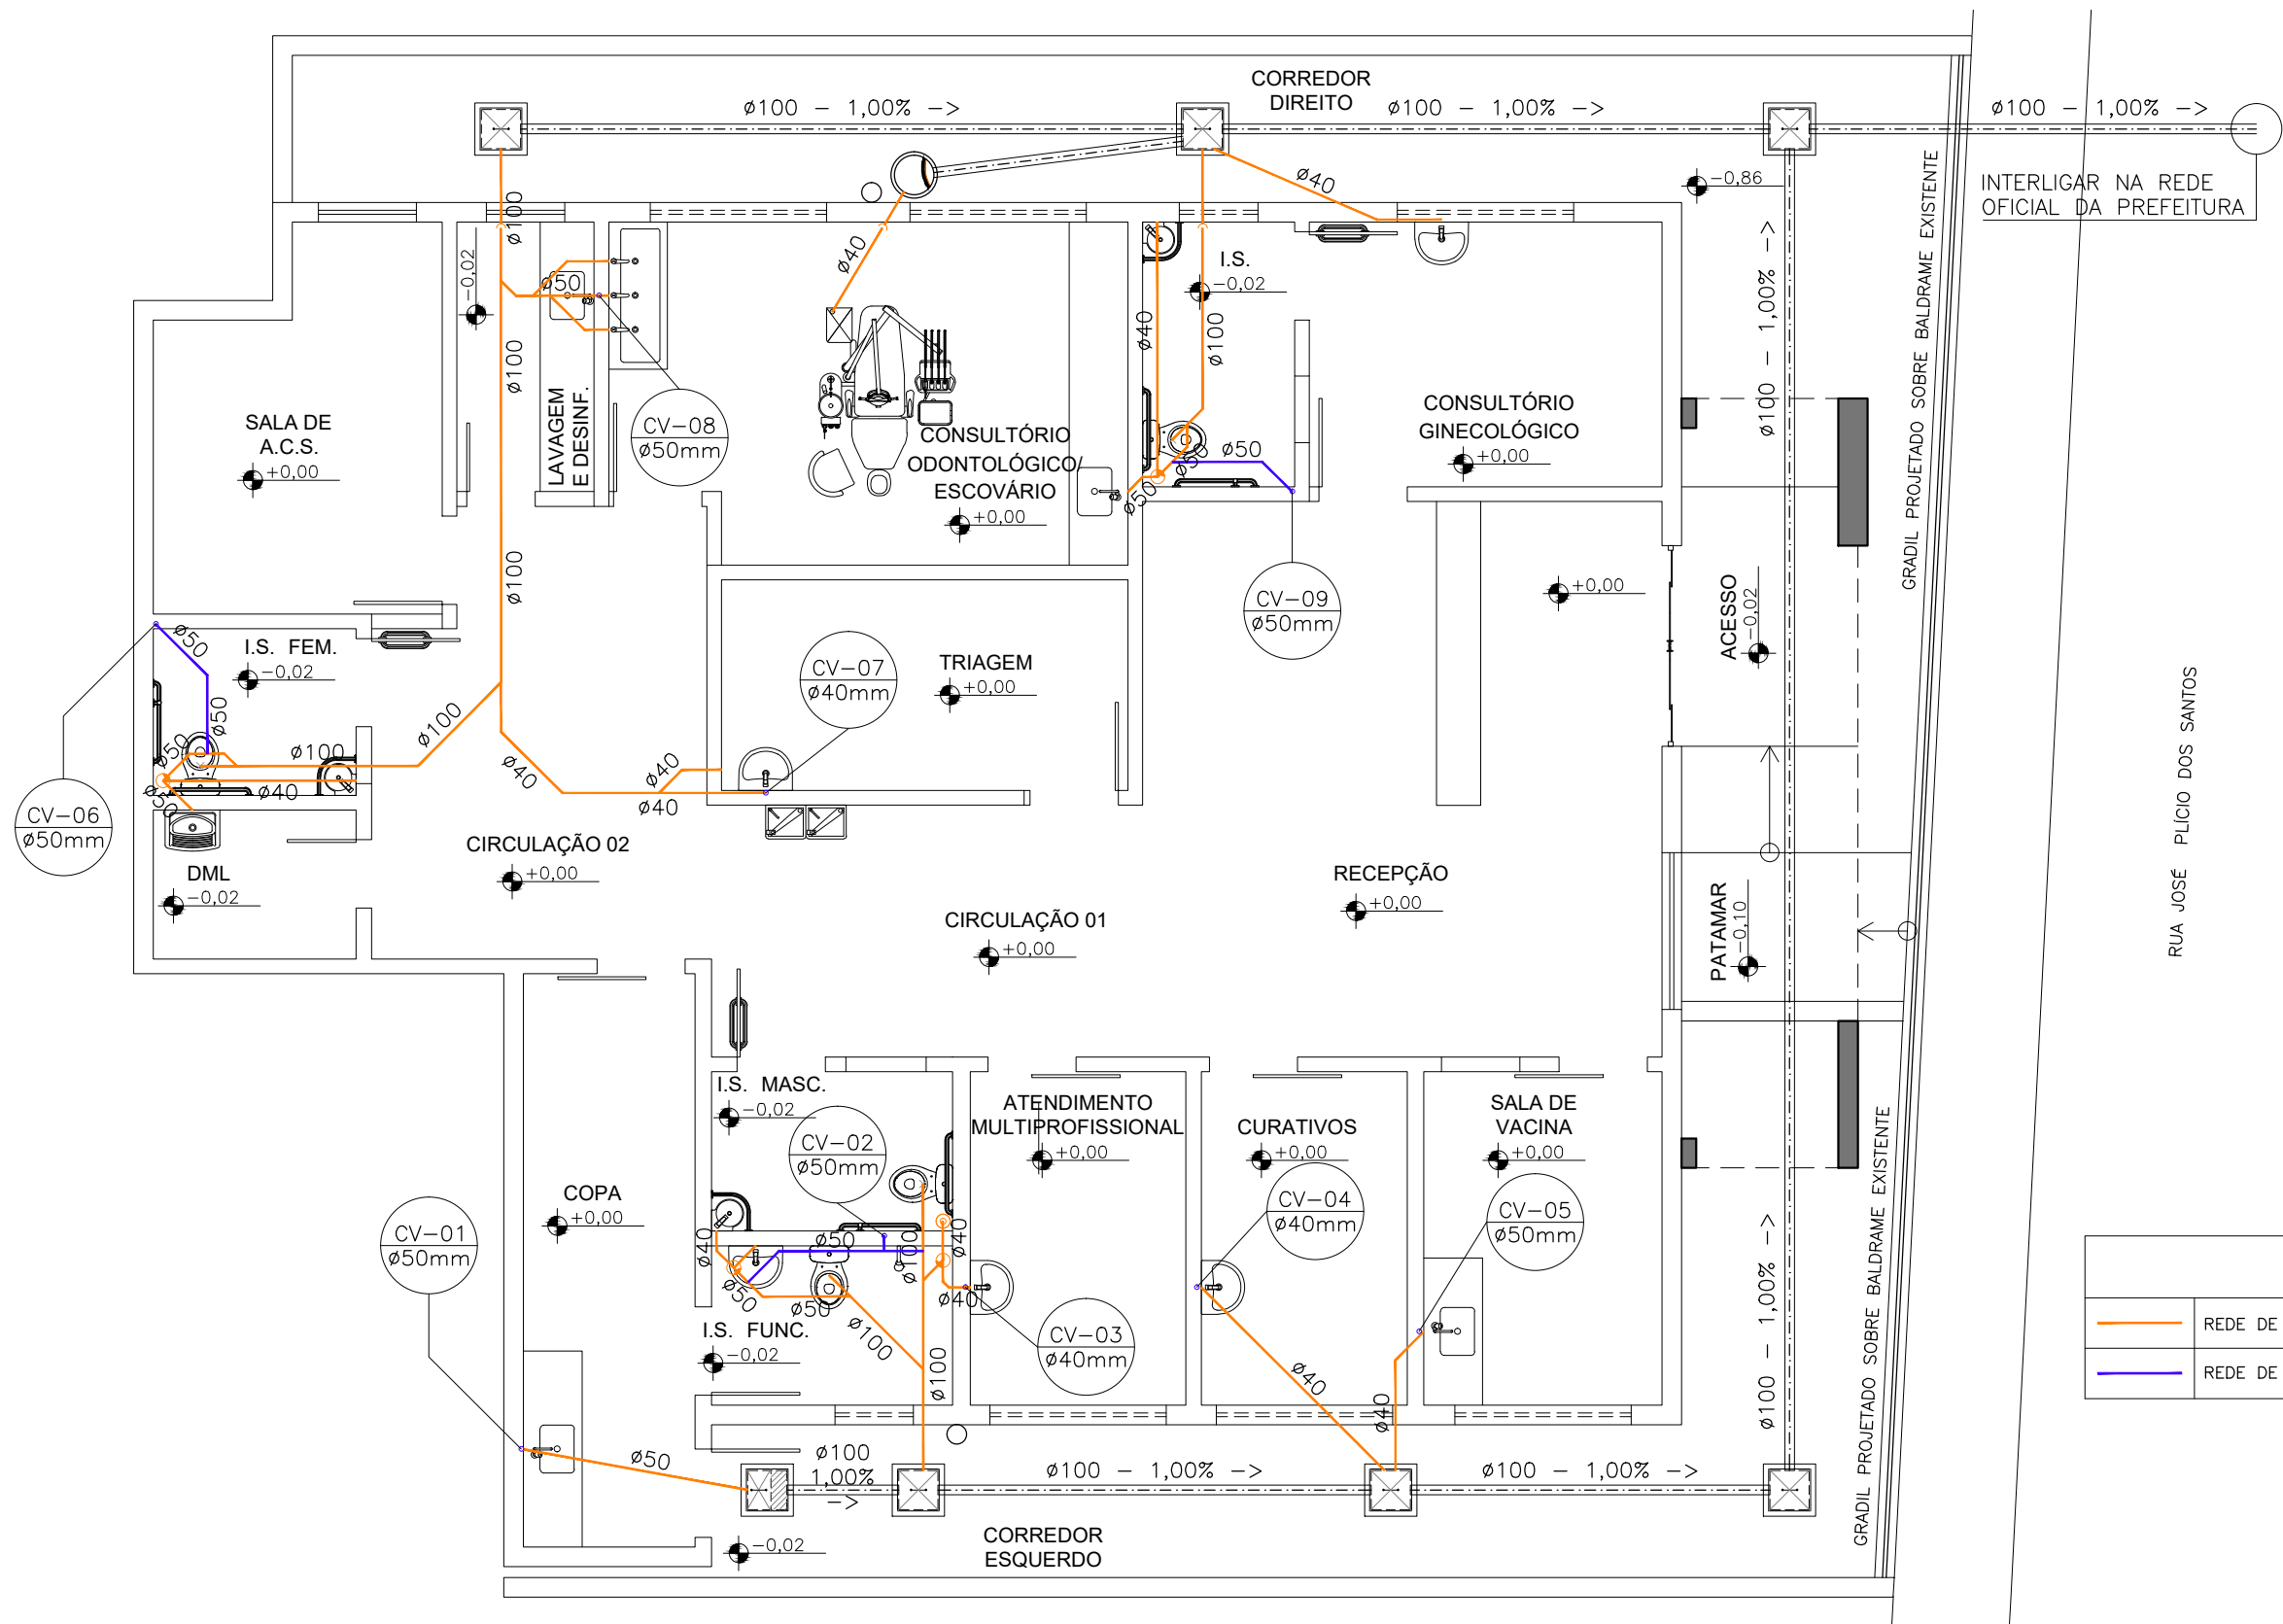 CORREDOR
DIREITO
ø100 - 1,00% ->
ø100 - 1,00% ->
ø100 - 1,00% ->
INTERLIGAR NA REDE
OFICIAL DA PREFEITURA
-0,86
ø40
ø100
-0,02
ø50
ø40
I.S.
-0,02
ø40
ø100
ø100
ø100 - 1,00% ->
GRADIL PROJETADO SOBRE BALDRAME EXISTENTE
SALA DE
A.C.S.
+0,00
LAVAGEM
E DESINF.
CV-08
ø50mm
CONSULTÓRIO
ODONTOLÓGICO/
ESCOVÁRIO
+0,00
CONSULTÓRIO
GINECOLÓGICO
+0,00
ø50
ø50
ø50
ø100
CV-09
ø50mm
+0,00
ACESSO
-0,02
ø50
I.S. FEM.
-0,02
ø50
ø100
CV-07
ø40mm
TRIAGEM
+0,00
RUA JOSÉ PLÍCIO DOS SANTOS
ø50
ø100
ø50
ø40
ø40
ø40
ø40
CV-06
ø50mm
DML
-0,02
CIRCULAÇÃO 02
+0,00
CIRCULAÇÃO 01
+0,00
RECEPÇÃO
+0,00
PATAMAR
-0,10
I.S. MASC.
-0,02
CV-02
ø50mm
ATENDIMENTO
MULTIPROFISSIONAL
+0,00
CURATIVOS
+0,00
SALA DE
VACINA
+0,00
GRADIL PROJETADO SOBRE BALDRAME EXISTENTE
COPA
+0,00
CV-01
ø50mm
CV-04
ø40mm
CV-05
ø50mm
ø40
ø50
ø100
ø40
ø50
ø50
ø40
ø100
ø100
I.S. FUNC.
-0,02
CV-03
ø40mm
ø40
ø40
ø100 - 1,00% ->
REDE DE
REDE DE
ø50
ø100
1,00%
->
ø100 - 1,00% ->
ø100 - 1,00% ->
-0,02
CORREDOR
ESQUERDO